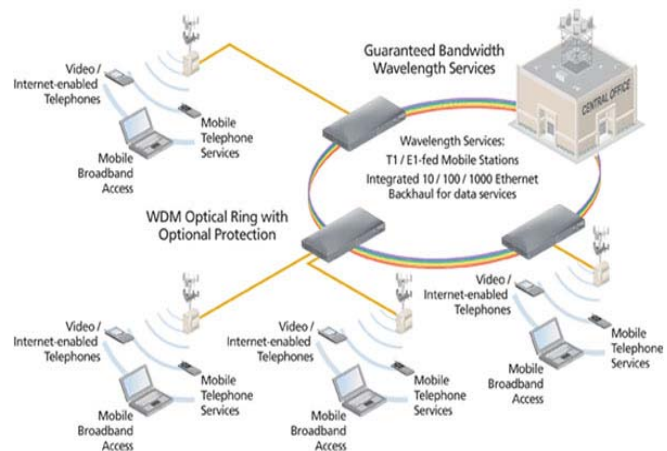 Guaranteed Bandwidth
Wavelength Services
CENTRAL OFFICE
Video /
Internet-enabled
Telephones
Mobile
Telephone
Services
Mobile
Broadband
Access
Wavelength Services:
T1 / E1-fed Mobile Stations
Integrated 10 / 100 / 1000 Ethernet
Backhaul for data services
WDM Optical Ring with
Optional Protection
Video /
Internet-enabled
Telephones
Mobile
Telephone
Services
Mobile
Broadband
Access
Video /
Internet-enabled
Telephones
Mobile
Telephone
Services
Mobile
Broadband
Access
Video /
Internet-enabled
Telephones
Mobile
Telephone
Services
Mobile
Broadband
Access